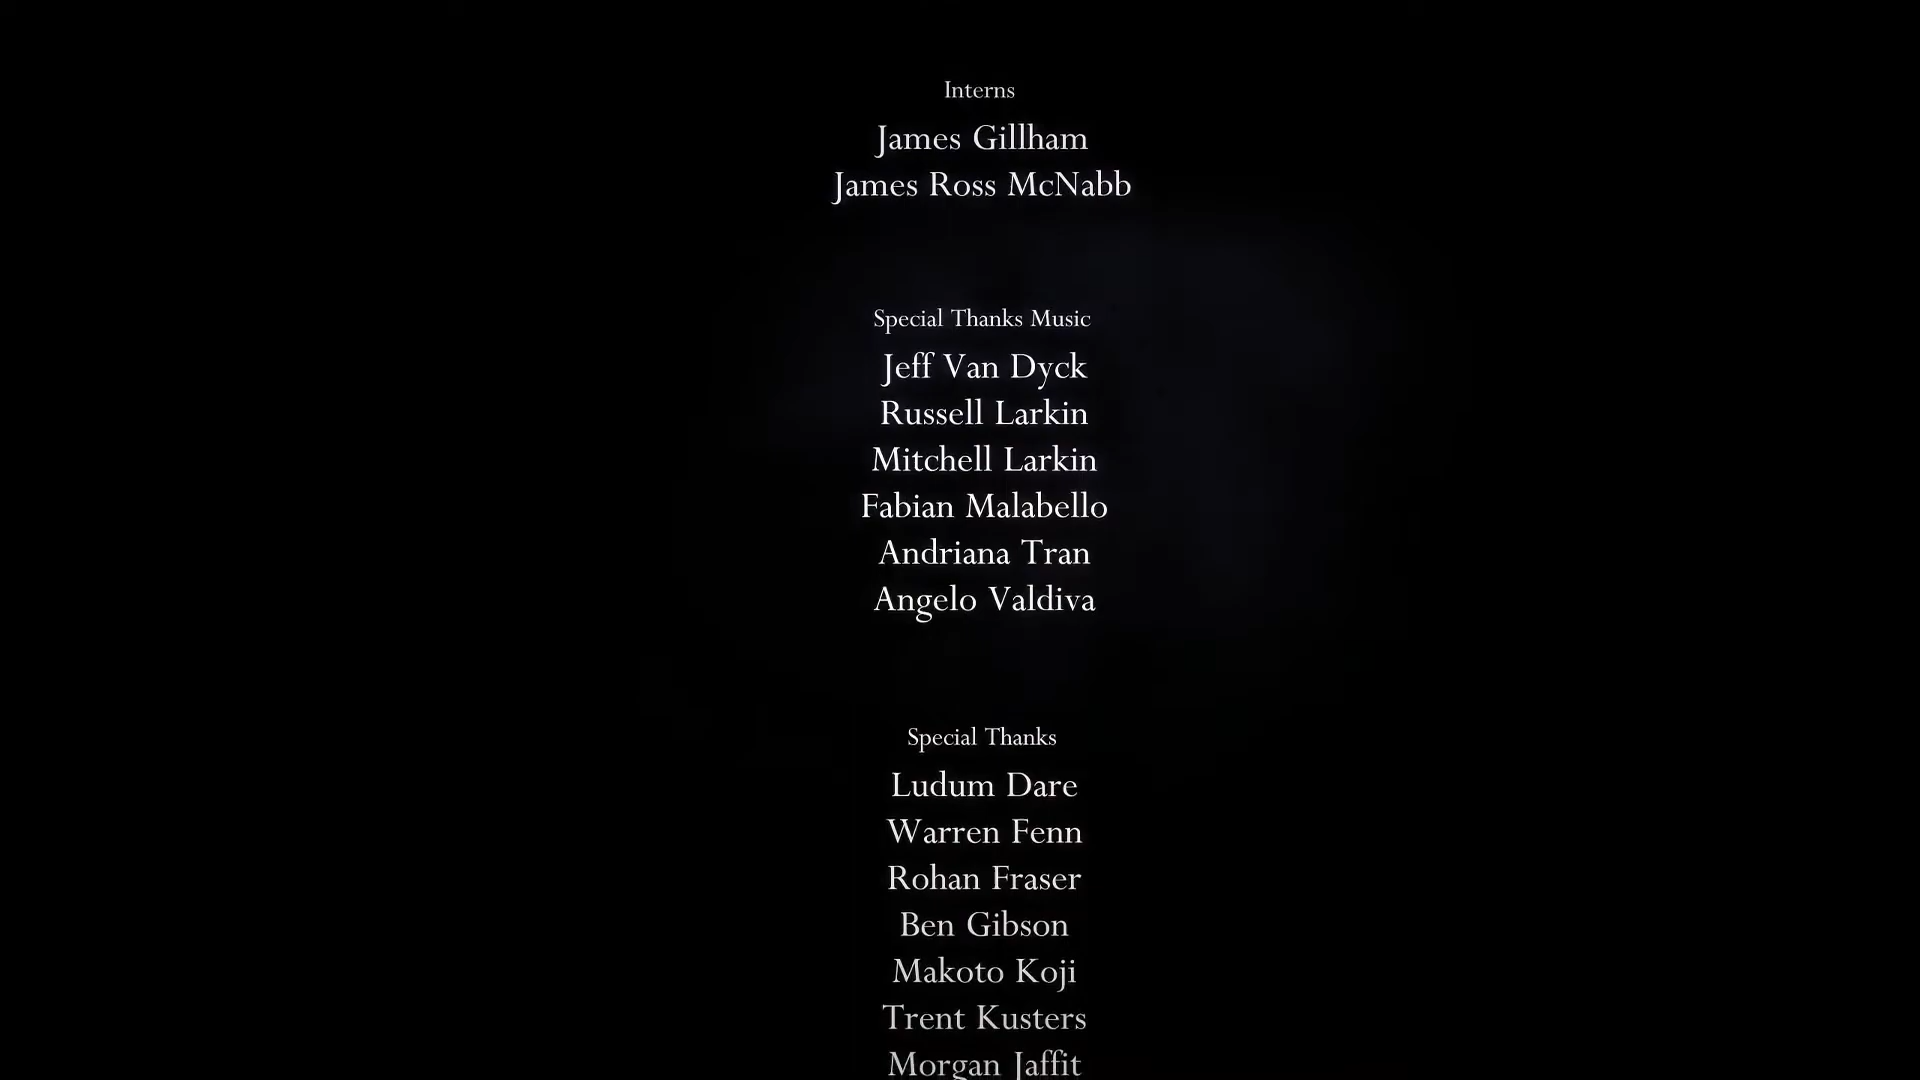 Interns
James Gillham
James Ross McNabb
Special Thanks Music
Jeff Van Dyck
Russell Larkin
Mitchell Larkin
Fabian Malabello
Andriana Tran
Angelo Valdiva
Special Thanks
Ludum Dare
Warren Fenn
Rohan Fraser
Ben Gibson
Makoto Koji
Trent Kusters
Morgan Jaffit